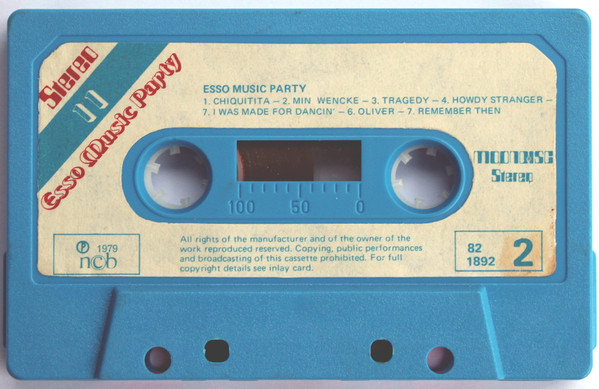 Stereo
11
Esso Music Party
ESSO MUSIC PARTY
1. CHIQUITITA – 2. MIN WENCKE – 3. TRAGEDY – 4. HOWDY STRANGER –
7. I WAS MADE FOR DANCIN' – 6. OLIVER – 7. REMEMBER THEN
MOONDISC
Stereo
100 50 0
℗ 1979
ncb
All rights of the manufacturer and of the owner of the
work reproduced reserved. Copying, public performances
and broadcasting of this cassette prohibited. For full
copyright details see inlay card.
82
1892
2